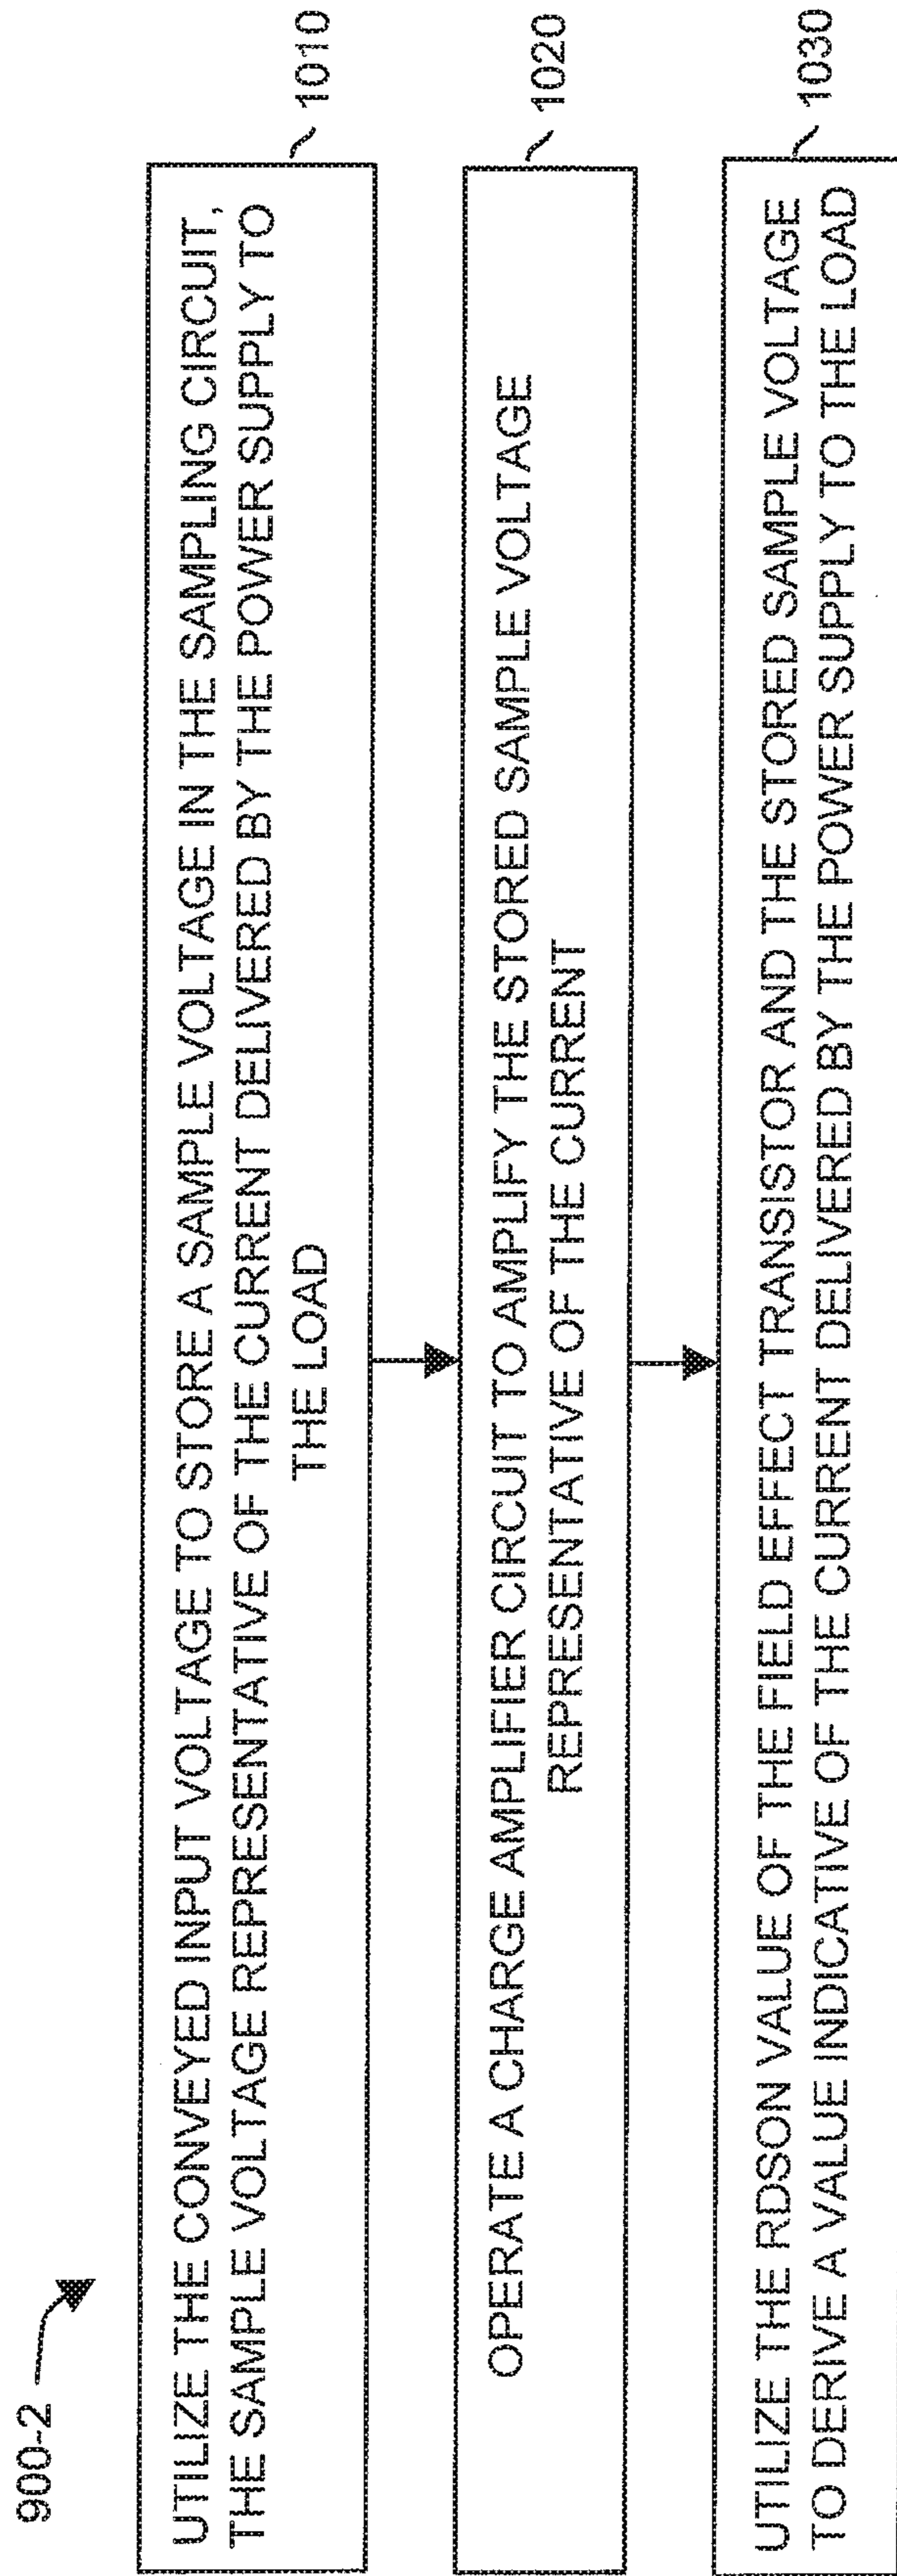 900-2
UTILIZE THE CONVEYED INPUT VOLTAGE TO STORE A SAMPLE VOLTAGE IN THE SAMPLING CIRCUIT,
THE SAMPLE VOLTAGE REPRESENTATIVE OF THE CURRENT DELIVERED BY THE POWER SUPPLY TO
THE LOAD
1010
OPERATE A CHARGE AMPLIFIER CIRCUIT TO AMPLIFY THE STORED SAMPLE VOLTAGE
REPRESENTATIVE OF THE CURRENT
1020
UTILIZE THE RDSON VALUE OF THE FIELD EFFECT TRANSISTOR AND THE STORED SAMPLE VOLTAGE
TO DERIVE A VALUE INDICATIVE OF THE CURRENT DELIVERED BY THE POWER SUPPLY TO THE LOAD
1030